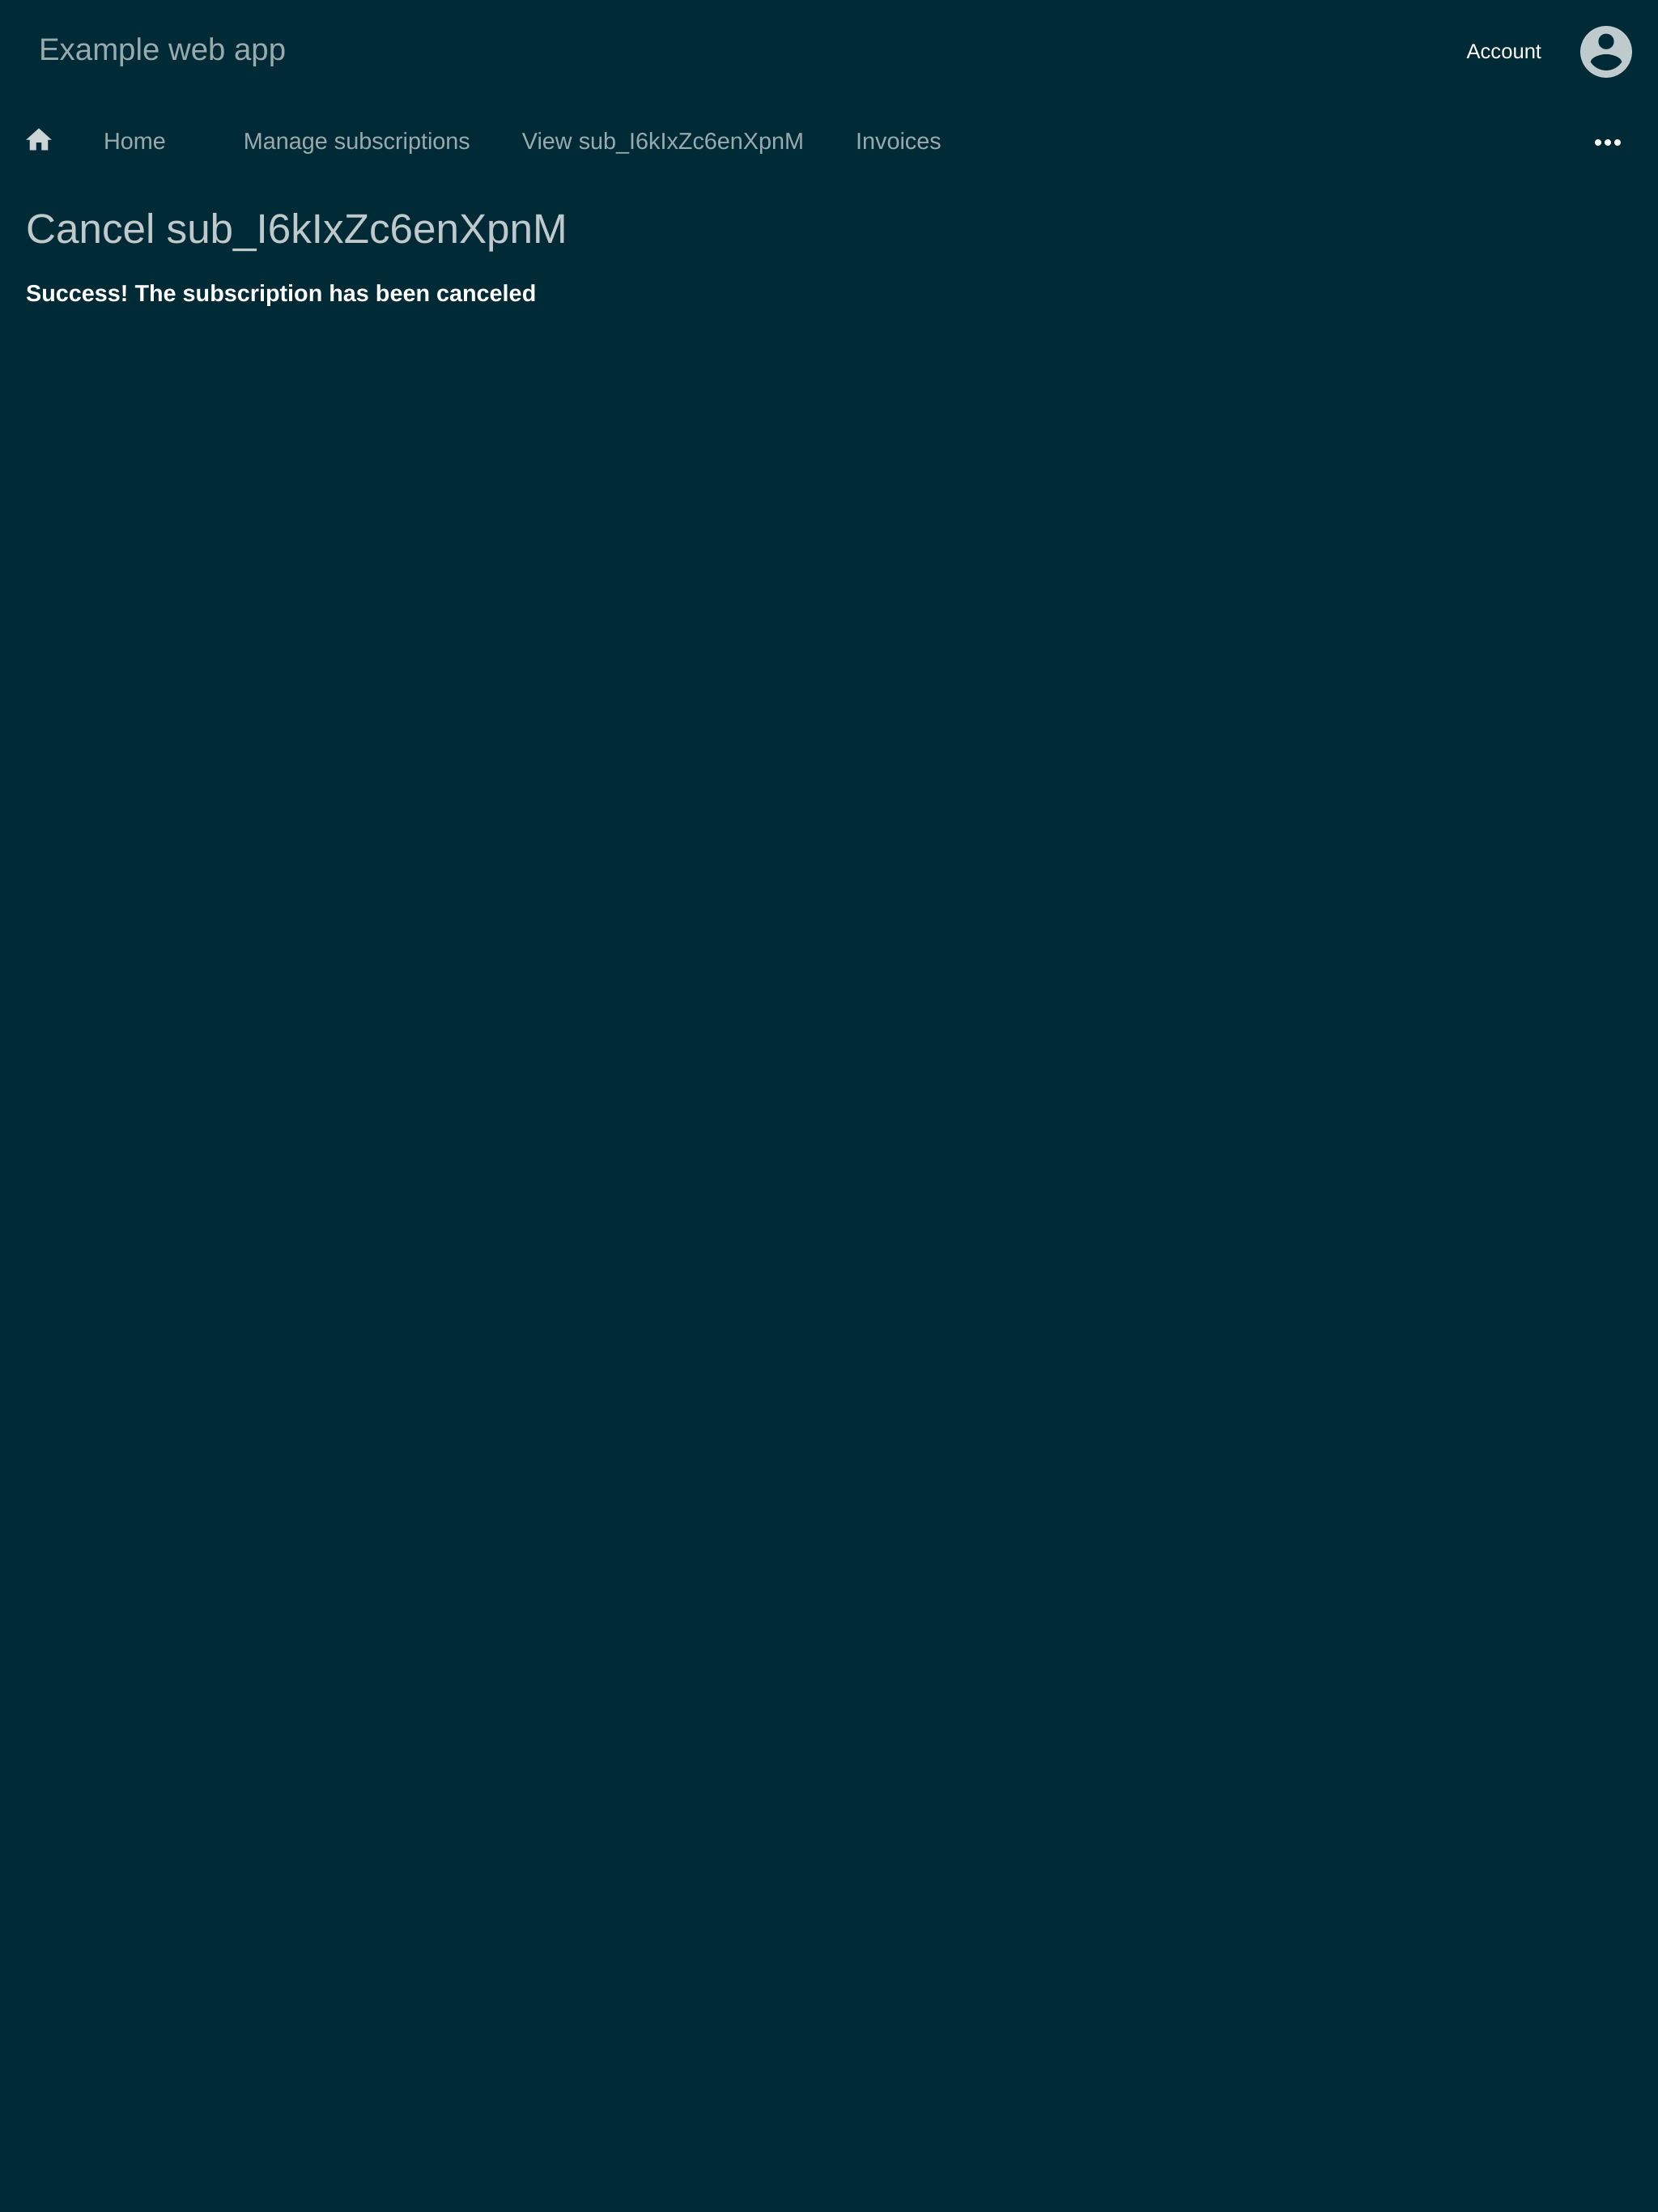 Example web app
Account
Home
Manage subscriptions
View sub_I6kIxZc6enXpnM
Invoices
Cancel sub_I6kIxZc6enXpnM
Success! The subscription has been canceled